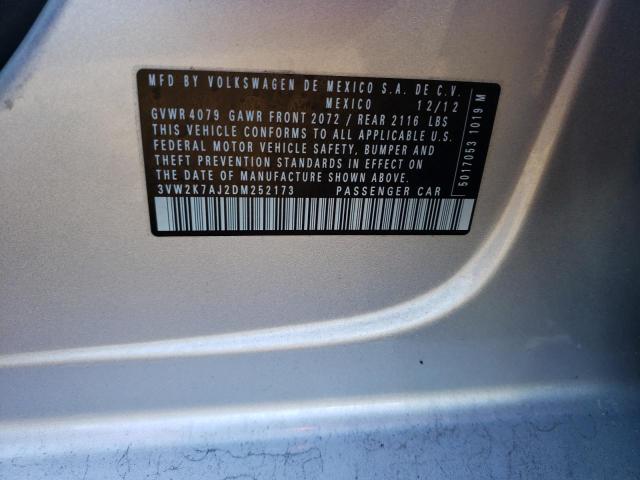 MFD BY VOLKSWAGEN DE MEXICO S.A. DE C.V.
MEXICO 12/12
GVWR 4079 GAWR FRONT 2072 / REAR 2116 LBS
THIS VEHICLE CONFORMS TO ALL APPLICABLE U.S.
FEDERAL MOTOR VEHICLE SAFETY, BUMPER AND
THEFT PREVENTION STANDARDS IN EFFECT ON
THE DATE OF MANUFACTURE SHOWN ABOVE.
3VW2K7AJ2DM252173 PASSENGER CAR
5017053 1019 M